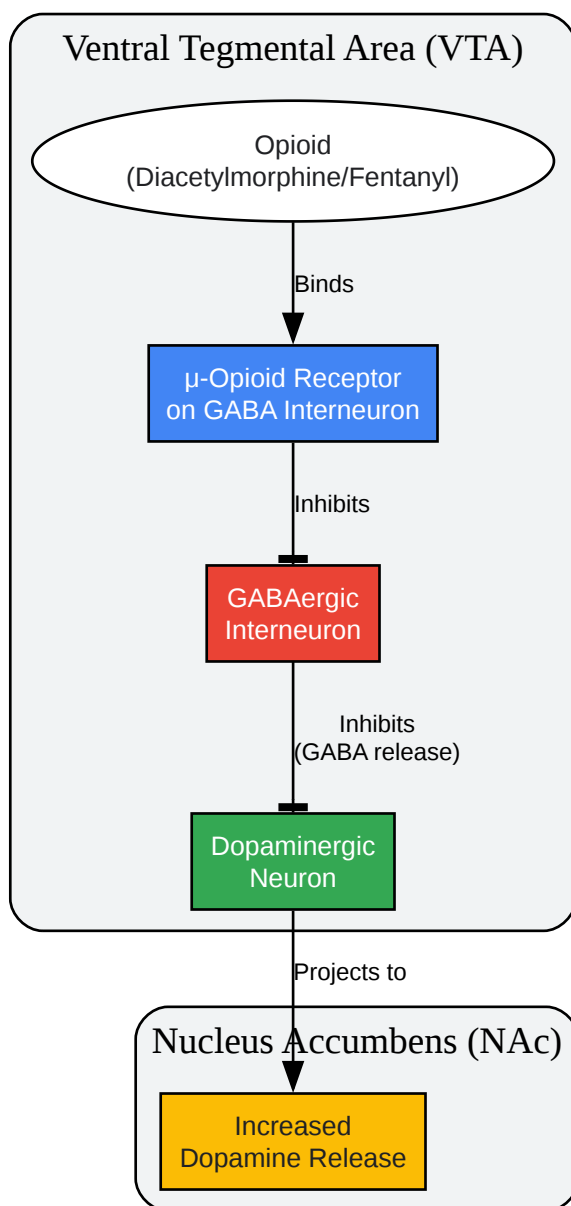 Ventral Tegmental Area (VTA)
Opioid
(Diacetylmorphine/Fentanyl)
Binds
μ-Opioid Receptor
on GABA Interneuron
Inhibits
GABAergic
Interneuron
Inhibits
(GABA release)
Dopaminergic
Neuron
Projects to
Nucleus Accumbens (NAc)
Increased
Dopamine Release